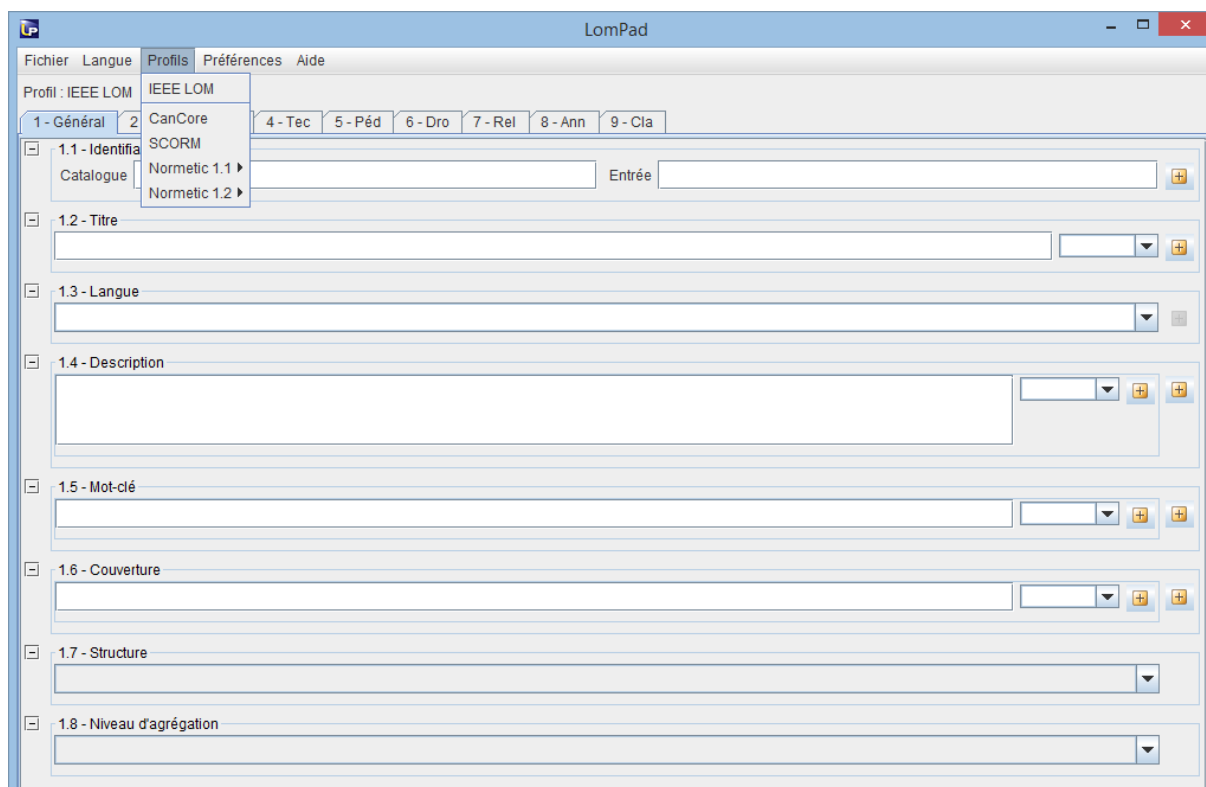 LP LomPad
Fichier Langue Profils Préférences Aide
Profil : IEEE LOM
IEEE LOM
CanCore
SCORM
Normetic 1.1
Normetic 1.2
1 - Général 2 4 - Tec 5 - Péd 6 - Dro 7 - Rel 8 - Ann 9 - Cla
1.1 - Identifia
Catalogue Entrée
1.2 - Titre
1.3 - Langue
1.4 - Description
1.5 - Mot-clé
1.6 - Couverture
1.7 - Structure
1.8 - Niveau d'agrégation